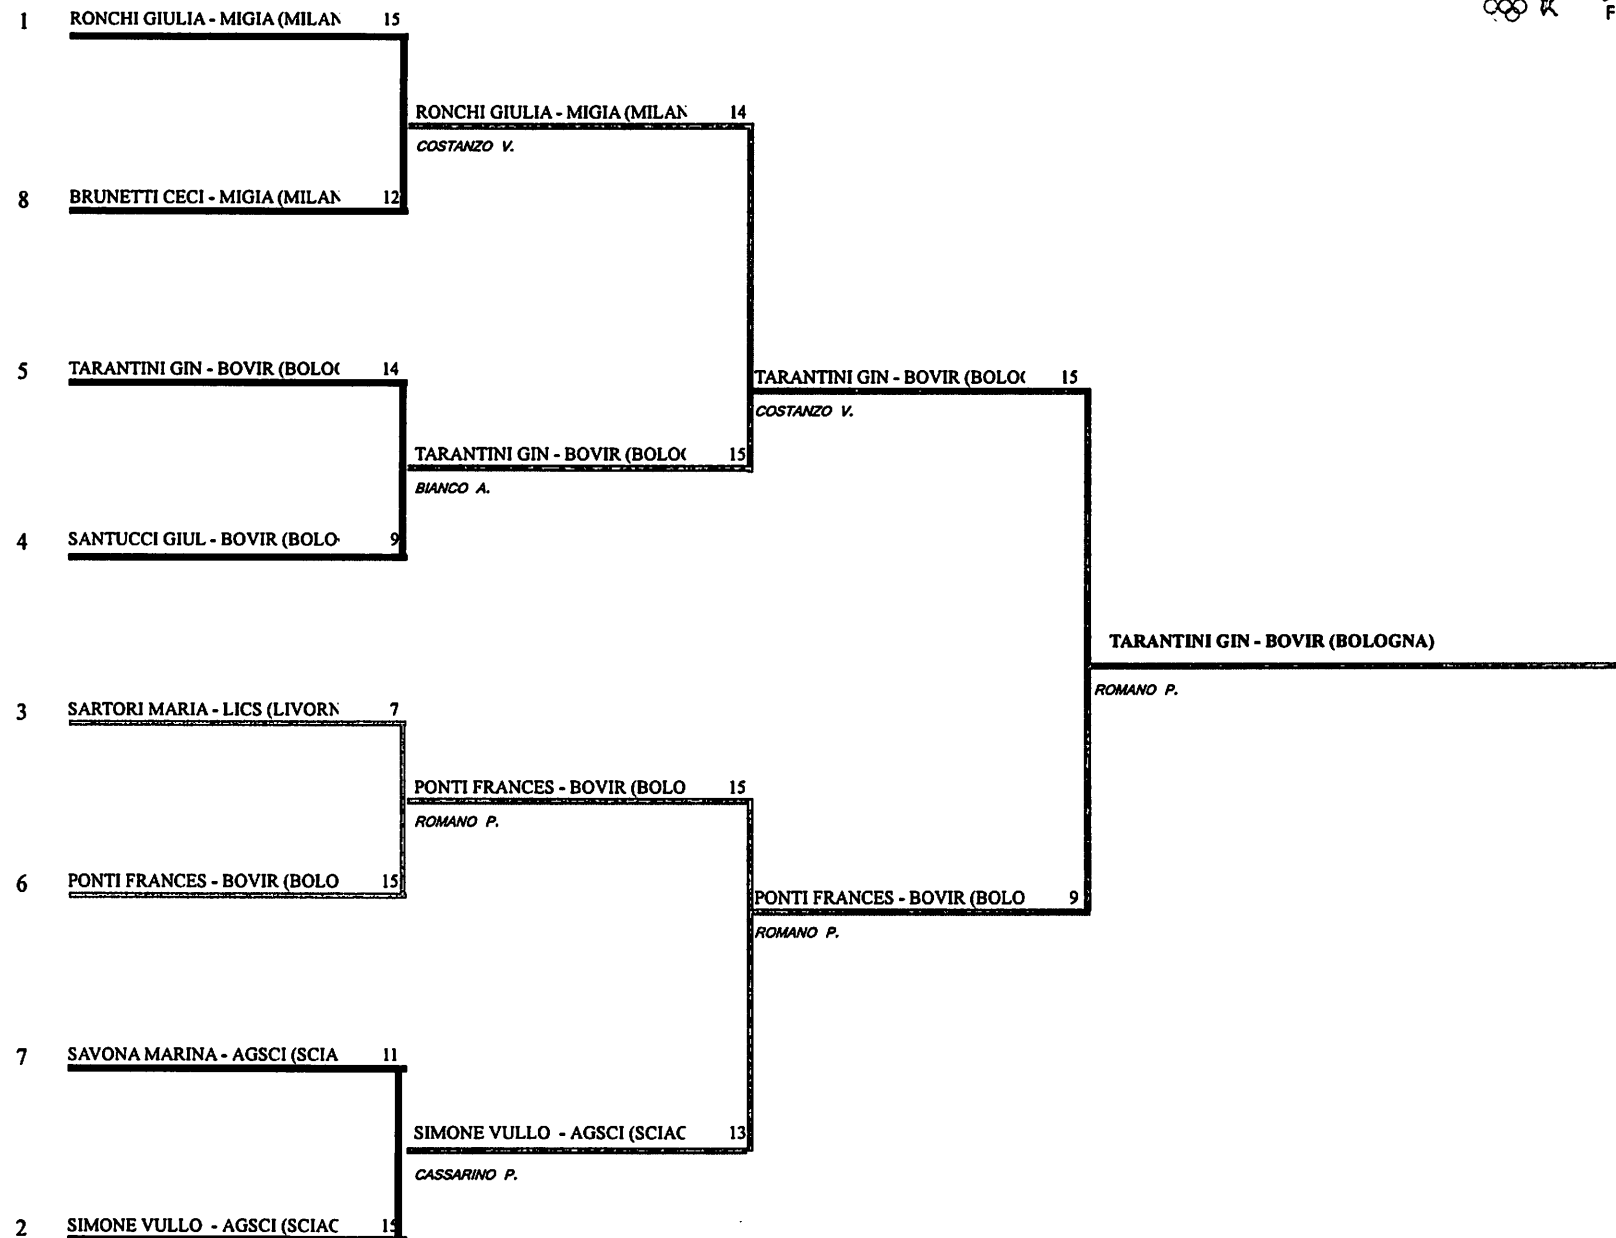 F
1 RONCHI GIULIA - MIGIA (MILAN 15
RONCHI GIULIA - MIGIA (MILAN 14
COSTANZO V.
8 BRUNETTI CECI - MIGIA (MILAN 12
5 TARANTINI GIN - BOVIR (BOLO( 14
TARANTINI GIN - BOVIR (BOLO( 15
COSTANZO V.
TARANTINI GIN - BOVIR (BOLO( 15
BIANCO A.
4 SANTUCCI GIUL - BOVIR (BOLO 9
TARANTINI GIN - BOVIR (BOLOGNA)
ROMANO P.
3 SARTORI MARIA - LICS (LIVORN 7
PONTI FRANCES - BOVIR (BOLO 15
ROMANO P.
6 PONTI FRANCES - BOVIR (BOLO 15
PONTI FRANCES - BOVIR (BOLO 9
ROMANO P.
7 SAVONA MARINA - AGSCI (SCIA 11
SIMONE VULLO - AGSCI (SCIAC 13
CASSARINO P.
2 SIMONE VULLO - AGSCI (SCIAC 15